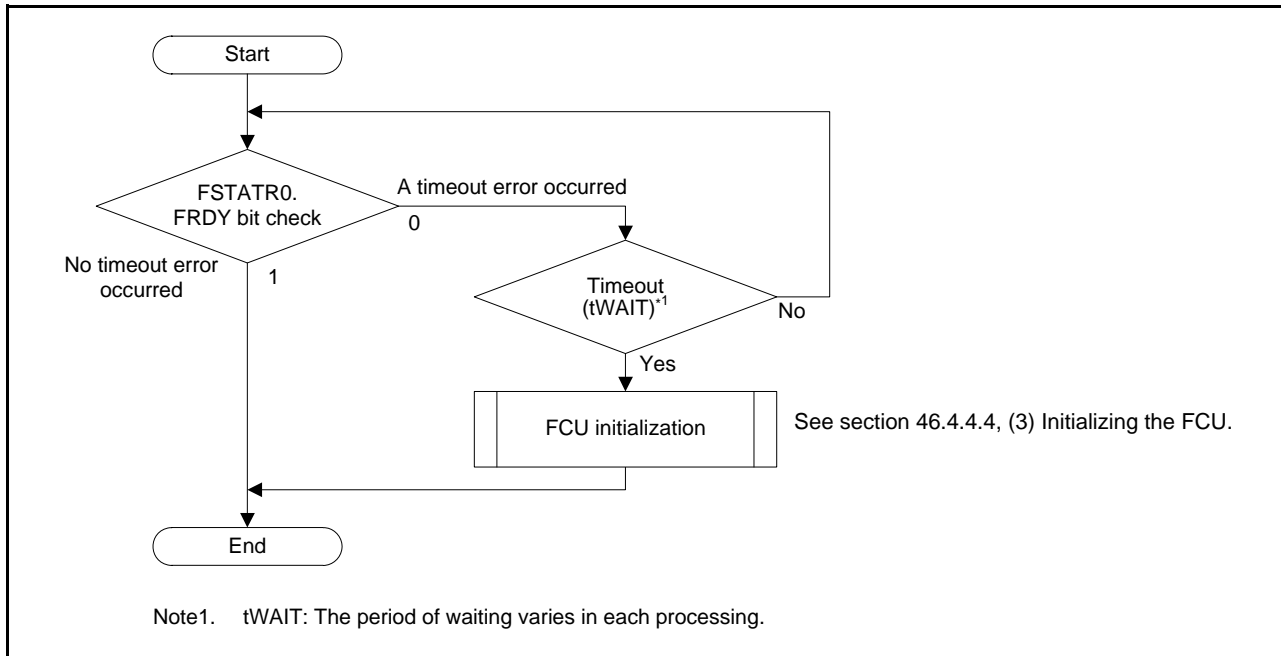 Start
FSTATR0.
FRDY bit check
A timeout error occurred
0
No timeout error
occurred
1
Timeout
(tWAIT)*1
No
Yes
FCU initialization
See section 46.4.4.4, (3) Initializing the FCU.
End
Note1. tWAIT: The period of waiting varies in each processing.